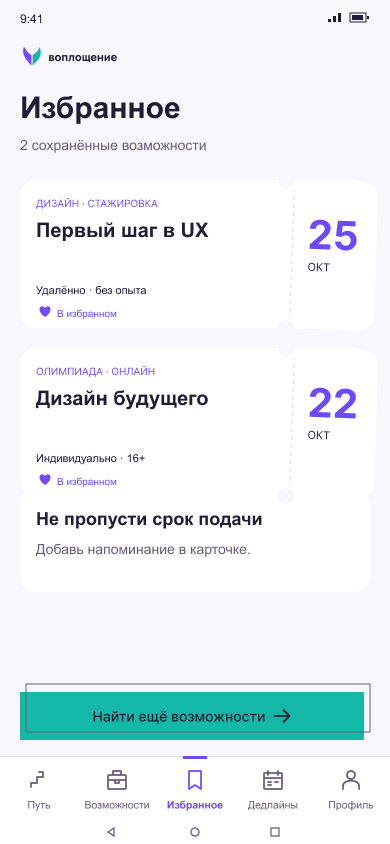 9:41
воплощение
Избранное
2 сохранённые возможности
ДИЗАЙН · СТАЖИРОВКА
Первый шаг в UX
25
ОКТ
Удалённо · без опыта
В избранном
ОЛИМПИАДА · ОНЛАЙН
Дизайн будущего
22
ОКТ
Индивидуально · 16+
В избранном
Не пропусти срок подачи
Добавь напоминание в карточке.
Найти ещё возможности →
Путь
Возможности
Избранное
Дедлайны
Профиль